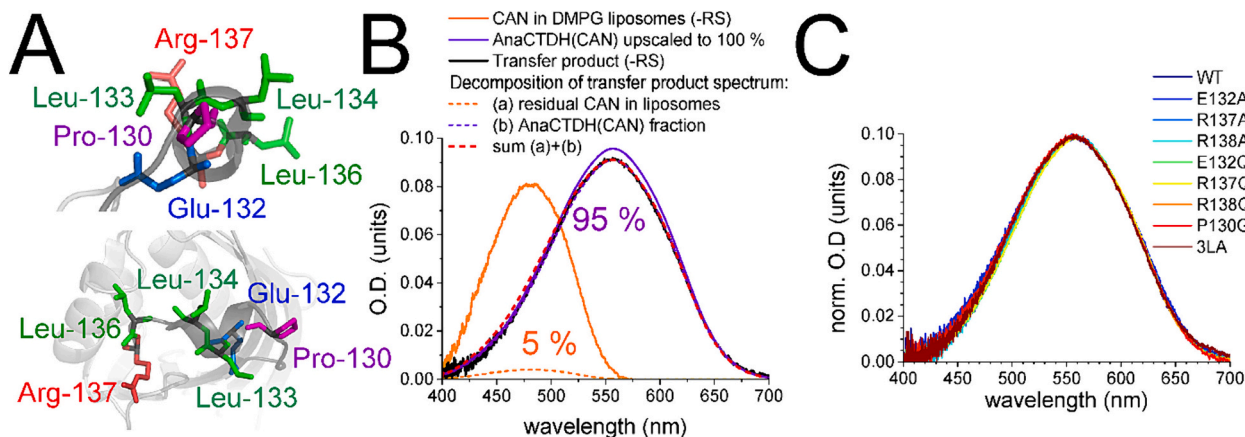 A
Arg-137
Leu-133
Leu-134
Pro-130
Leu-136
Glu-132
Leu-134
Glu-132
Leu-136
Pro-130
Arg-137
Leu-133
B
CAN in DMPG liposomes (-RS)
AnaCTDH(CAN) upscaled to 100 %
Transfer product (-RS)
Decomposition of transfer product spectrum:
(a) residual CAN in liposomes
(b) AnaCTDH(CAN) fraction
sum (a)+(b)
0.10
0.08
0.06
0.04
0.02
0.00
O.D. (units)
95 %
5 %
400 450 500 550 600 650 700
wavelength (nm)
C
WT
E132A
R137A
R138A
E132Q
R137Q
R138Q
P130G
3LA
0.10
0.08
0.06
0.04
0.02
0.00
norm. O.D (units)
400 450 500 550 600 650 700
wavelength (nm)